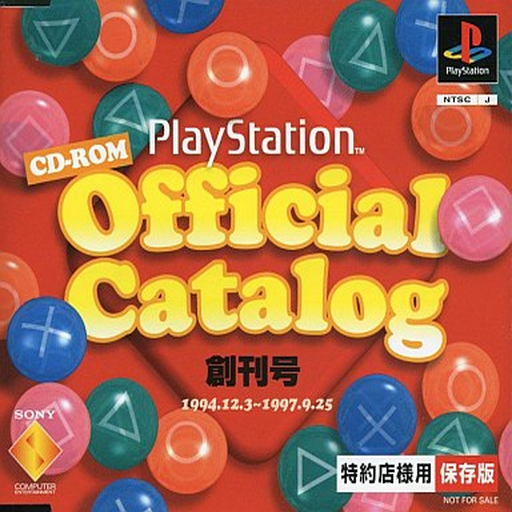 PlayStation
NTSC J
PlayStation™
CD-ROM
Official
Catalog
創刊号
1994.12.3~1997.9.25
SONY
COMPUTER
ENTERTAINMENT
特約店様用 保存版
NOT FOR SALE